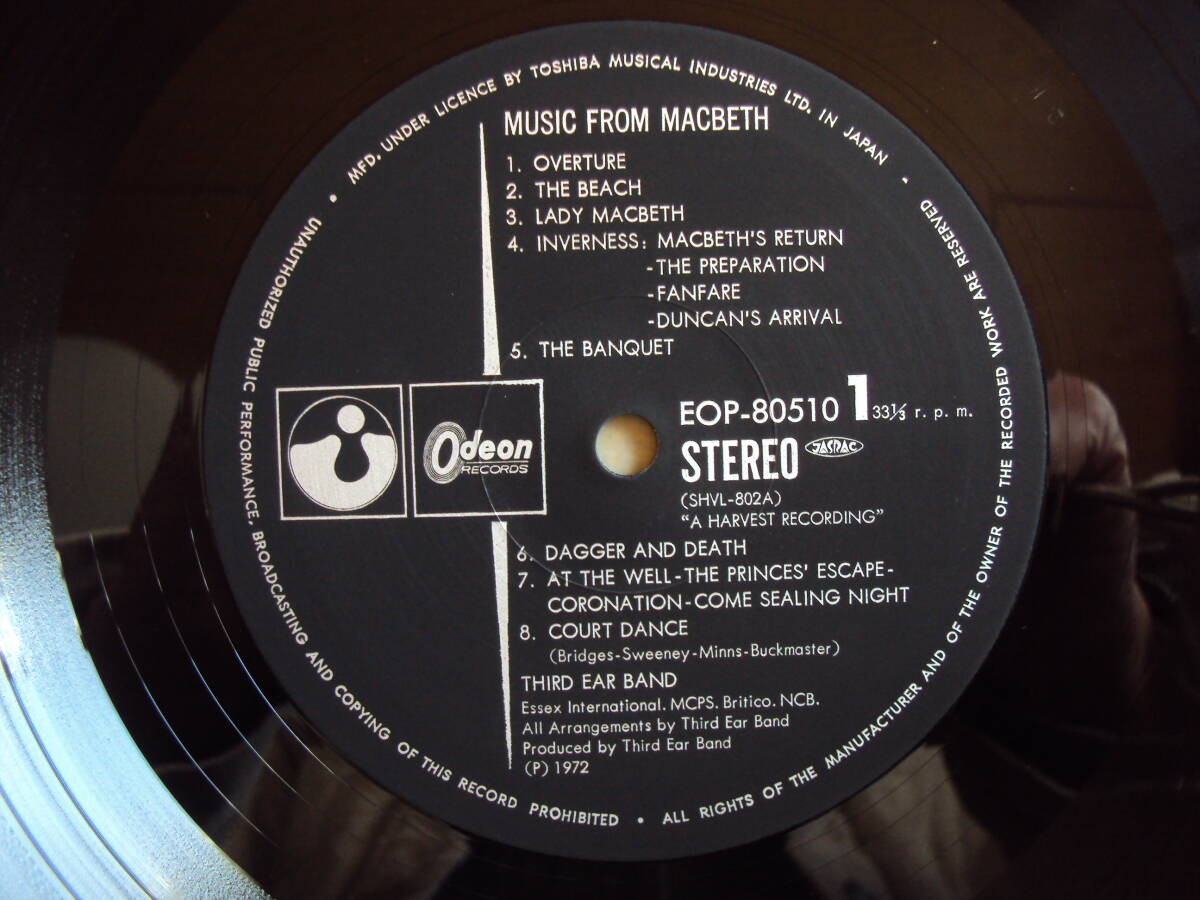 MFD. UNDER LICENCE BY TOSHIBA MUSICAL INDUSTRIES LTD. IN JAPAN •
MUSIC FROM MACBETH
1. OVERTURE
2. THE BEACH
3. LADY MACBETH
4. INVERNESS: MACBETH'S RETURN
-THE PREPARATION
-FANFARE
-DUNCAN'S ARRIVAL
5. THE BANQUET
Odeon
RECORDS
EOP-80510 1 33⅓ r. p. m.
STEREO JASRAC
(SHVL-802A)
"A HARVEST RECORDING"
6. DAGGER AND DEATH
7. AT THE WELL-THE PRINCES' ESCAPE-
CORONATION-COME SEALING NIGHT
8. COURT DANCE
(Bridges-Sweeney-Minns-Buckmaster)
THIRD EAR BAND
Essex International. MCPS. Britico. NCB.
All Arrangements by Third Ear Band
Produced by Third Ear Band
(P) 1972
UNAUTHORIZED PUBLIC PERFORMANCE, BROADCASTING AND COPYING OF THIS RECORD PROHIBITED • ALL RIGHTS OF THE MANUFACTURER AND OF THE OWNER OF THE RECORDED WORK ARE RESERVED